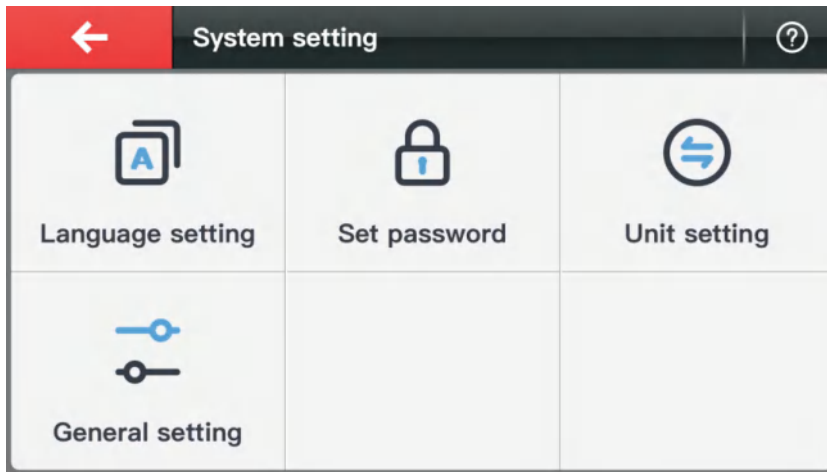 System setting
?
A
Language setting
Set password
Unit setting
General setting